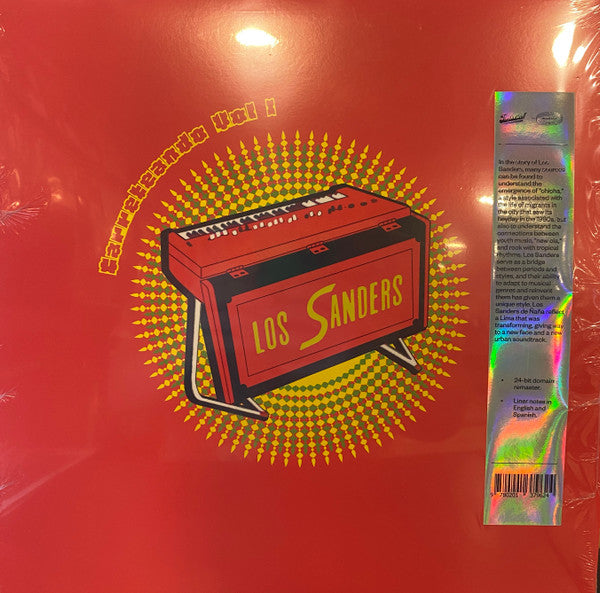 Vol I
LOS SANDERS
In the story of Los
Sanders, many sources
can be found to
understand the
emergence of "chicha,"
a style associated with
the life of migrants in
the city that saw its
heyday in the 1980s, but
also to understand the
connections between
youth music, "new ola,"
and rock with tropical
rhythms. Los Sanders
serve as a bridge
between periods and
styles, and their ability
to adapt to musical
genres and reinvent
them has given them a
unique style. Los
Sanders de Ñaña reflect
a Lima that was
transforming, giving way
to a new face and a new
urban soundtrack.
• 24-bit domain
remaster.
• Liner notes in
English and
Spanish.
9 780201 379624